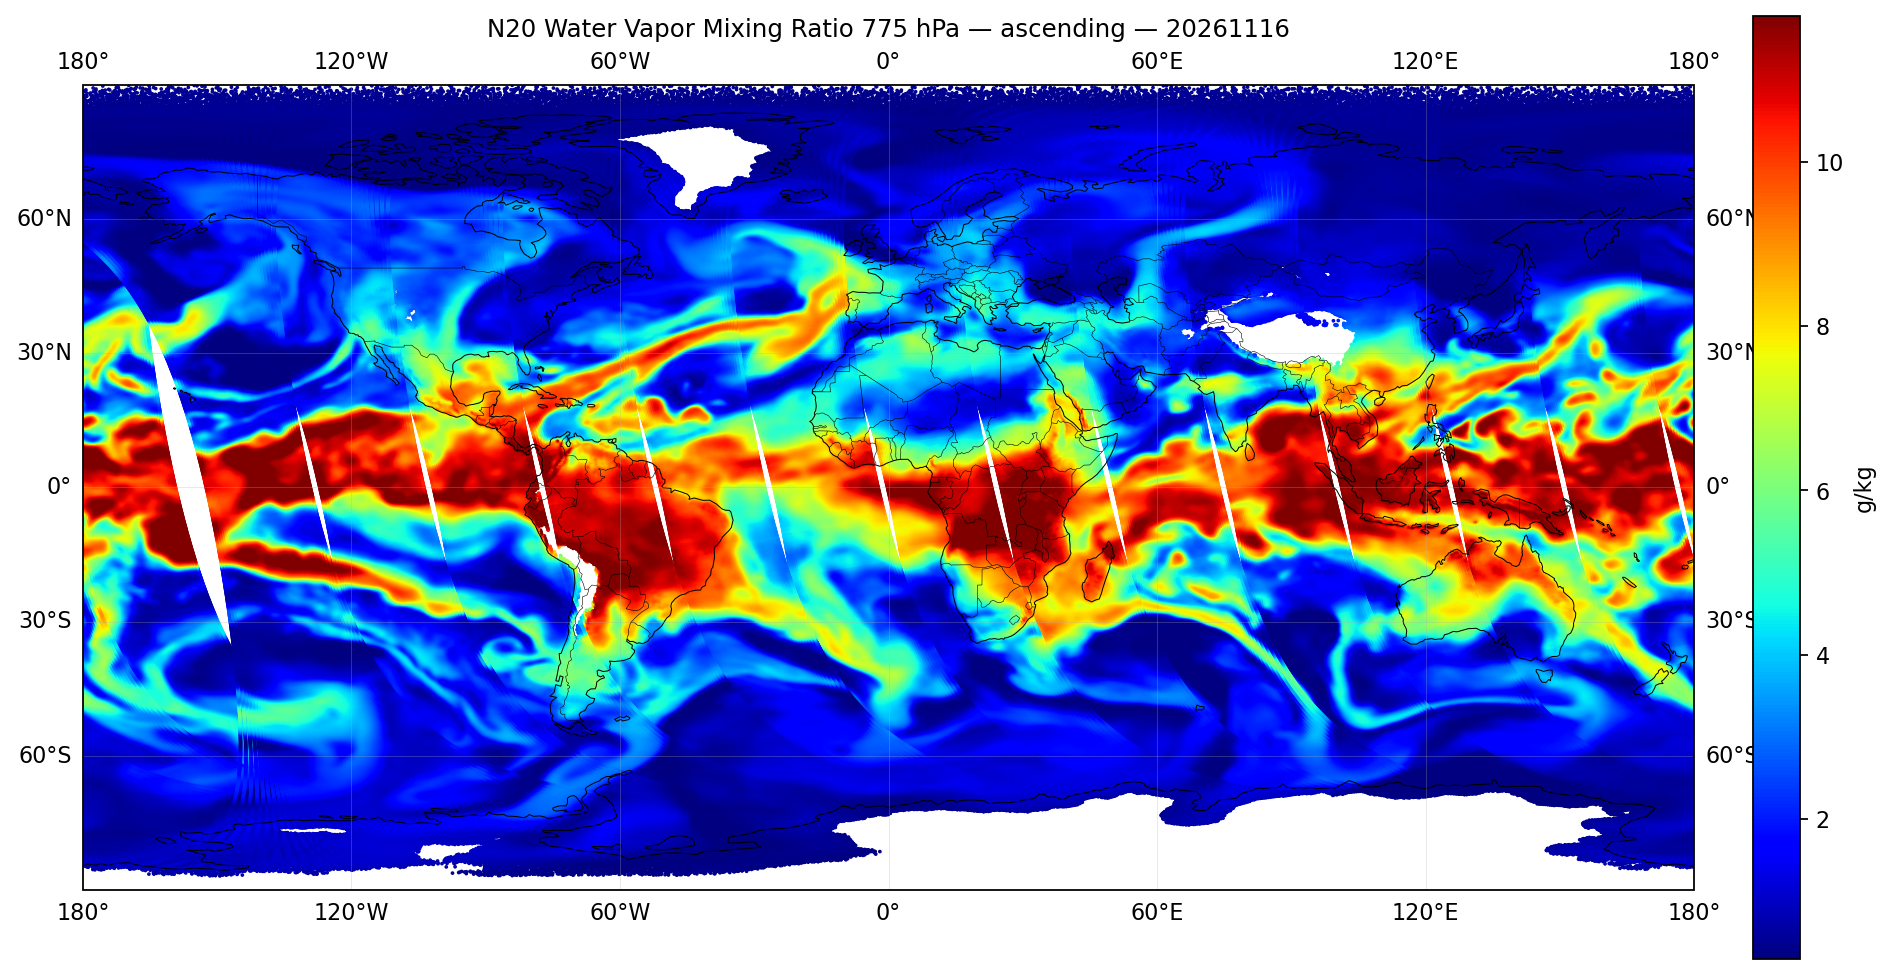 N20 Water Vapor Mixing Ratio 775 hPa — ascending — 20261116
180° 120°W 60°W 0° 60°E 120°E 180°
10
60°N 60°N
8
30°N 30°N
6
0° 0°
g/kg
4
30°S 30°S
60°S 60°S
2
180° 120°W 60°W 0° 60°E 120°E 180°